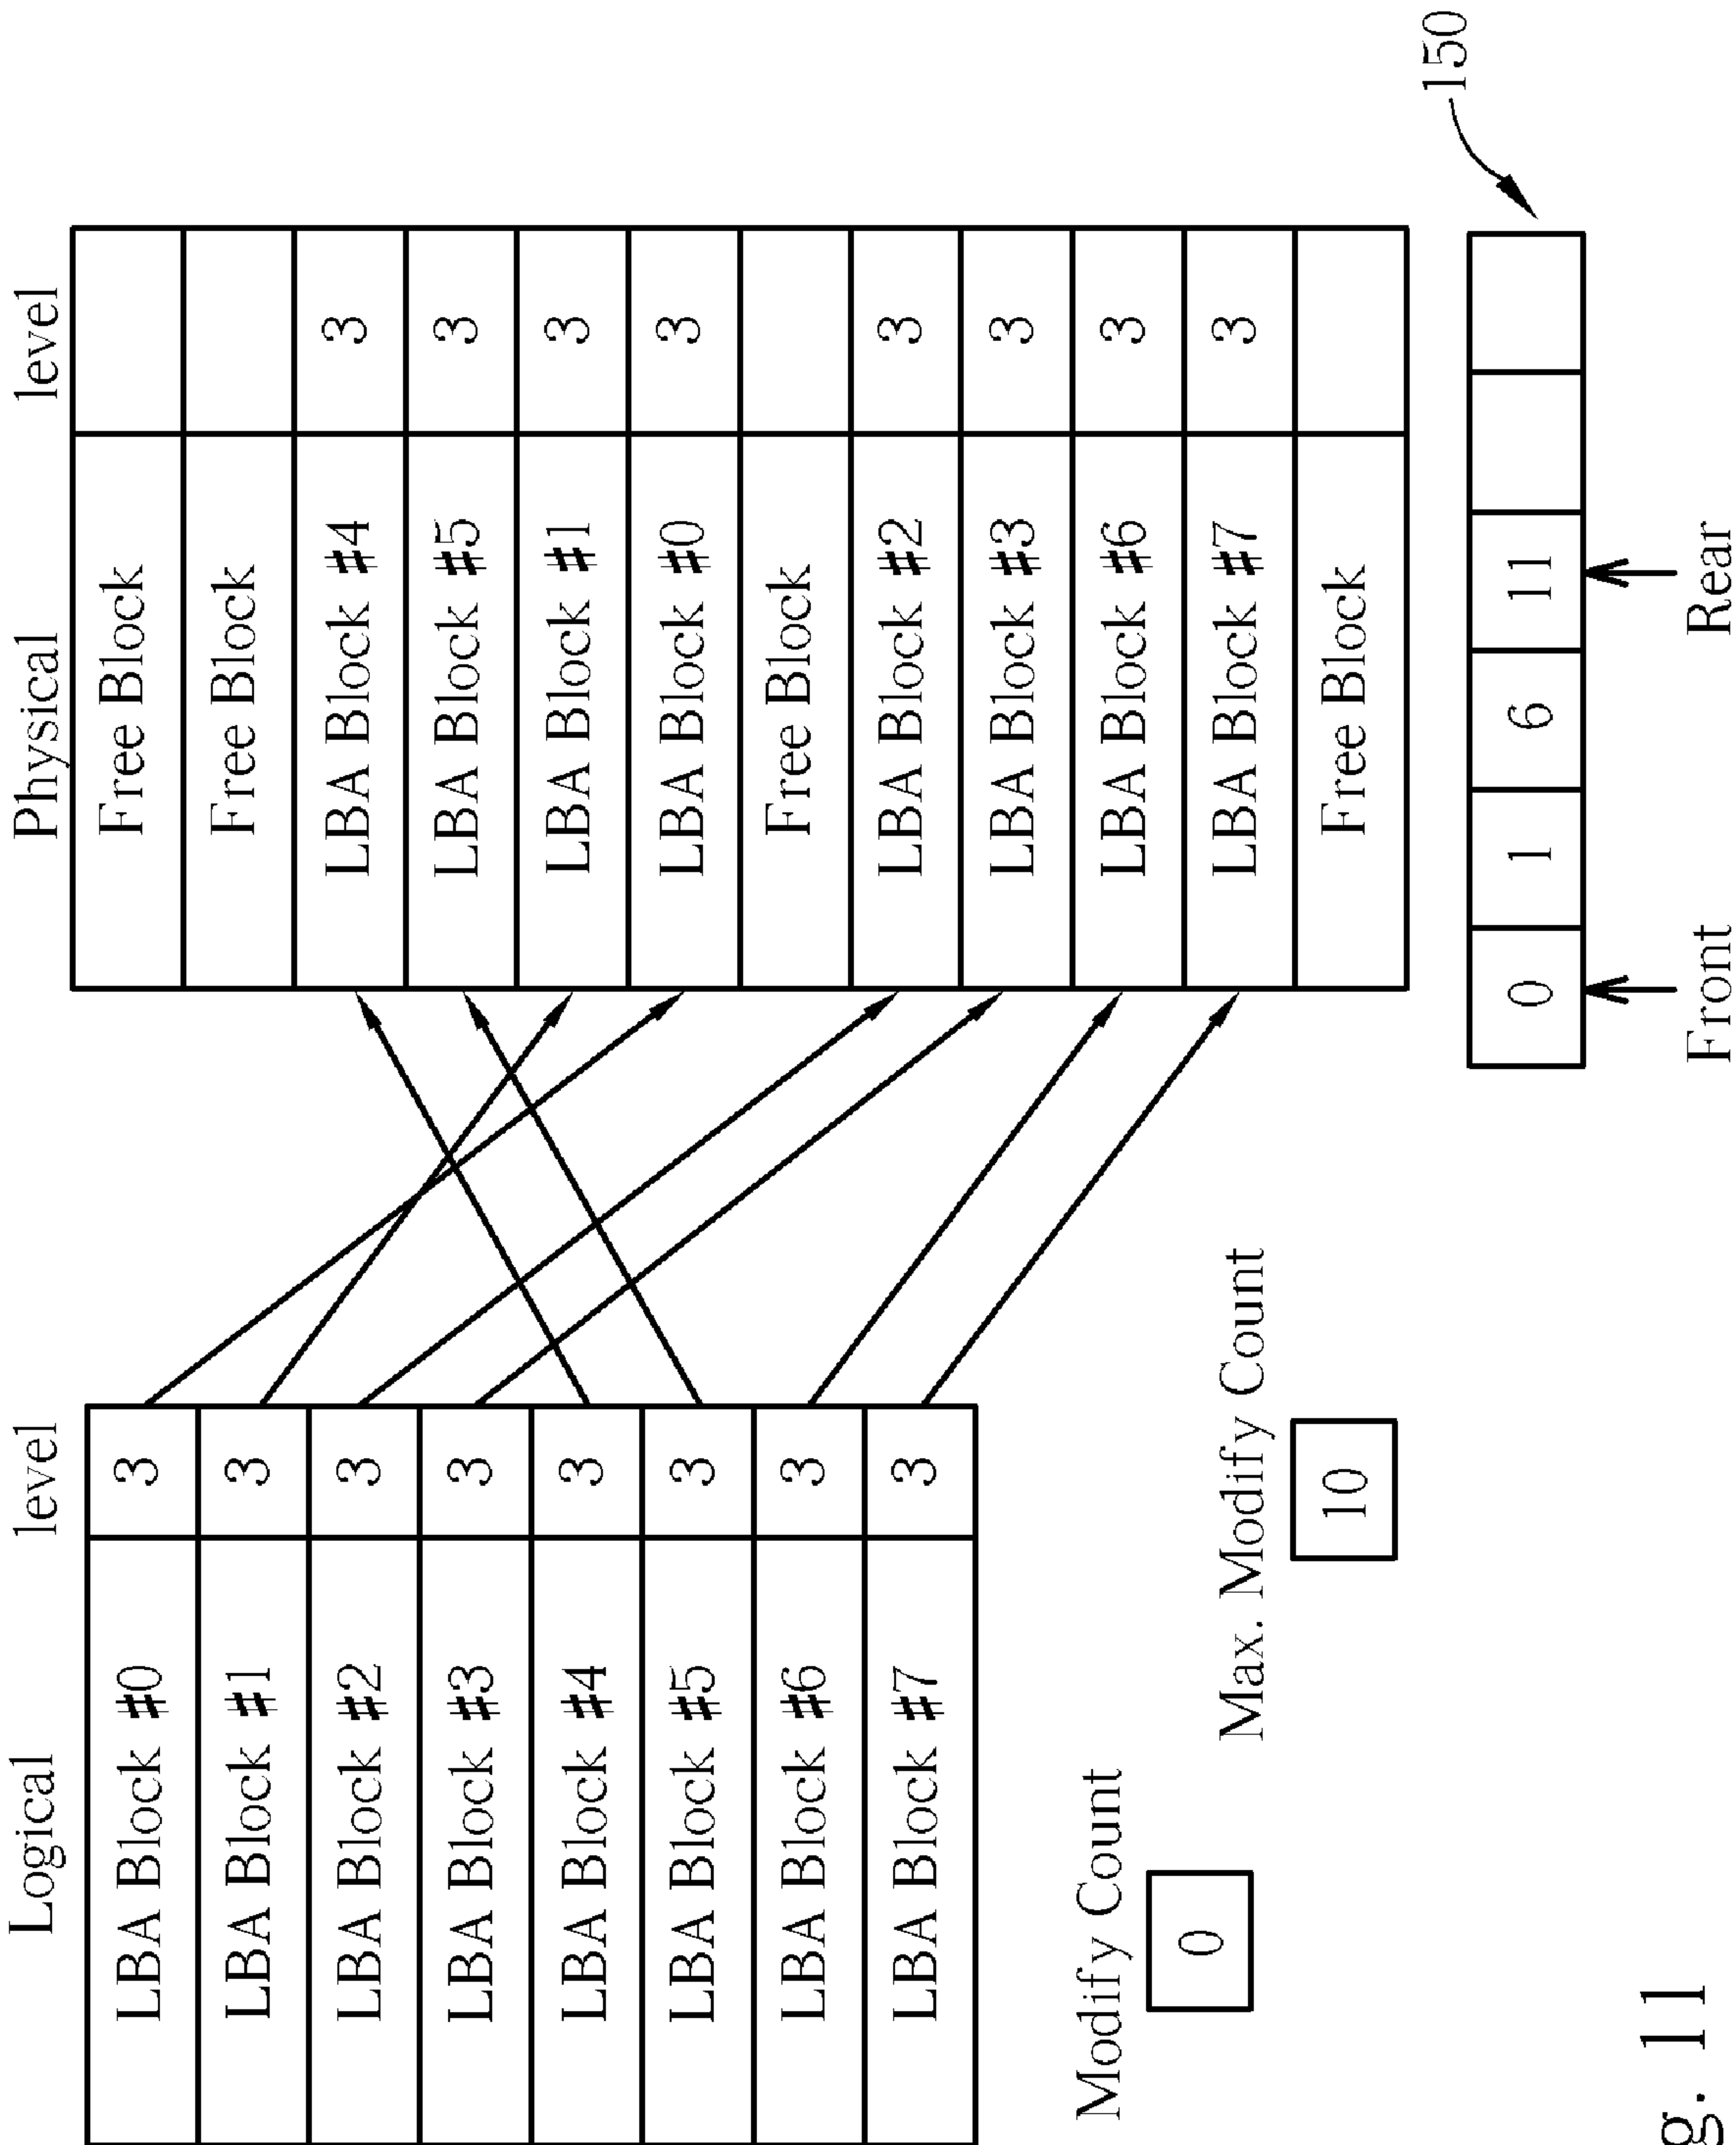 Logical level
LBA Block #0 3
LBA Block #1 3
LBA Block #2 3
LBA Block #3 3
LBA Block #4 3
LBA Block #5 3
LBA Block #6 3
LBA Block #7 3
Modify Count
0
Max. Modify Count
10
Physical level
Free Block
Free Block
LBA Block #4 3
LBA Block #5 3
LBA Block #1 3
LBA Block #0 3
Free Block
LBA Block #2 3
LBA Block #3 3
LBA Block #6 3
LBA Block #7 3
Free Block
0 1 6 11
150
Front Rear
g. 11